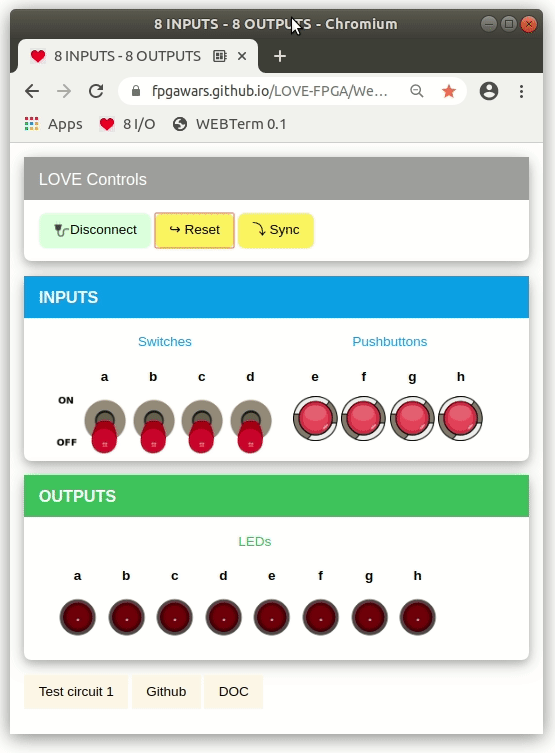 8 INPUTS - 8 OUTPUTS - Chromium
8 INPUTS - 8 OUTPUTS
fpgawars.github.io/LOVE-FPGA/We...
Apps 8 I/O WEBTerm 0.1
LOVE Controls
Disconnect ↪ Reset ⤵ Sync
INPUTS
Switches Pushbuttons
a b c d e f g h
ON
OFF
OUTPUTS
LEDs
a b c d e f g h
Test circuit 1 Github DOC